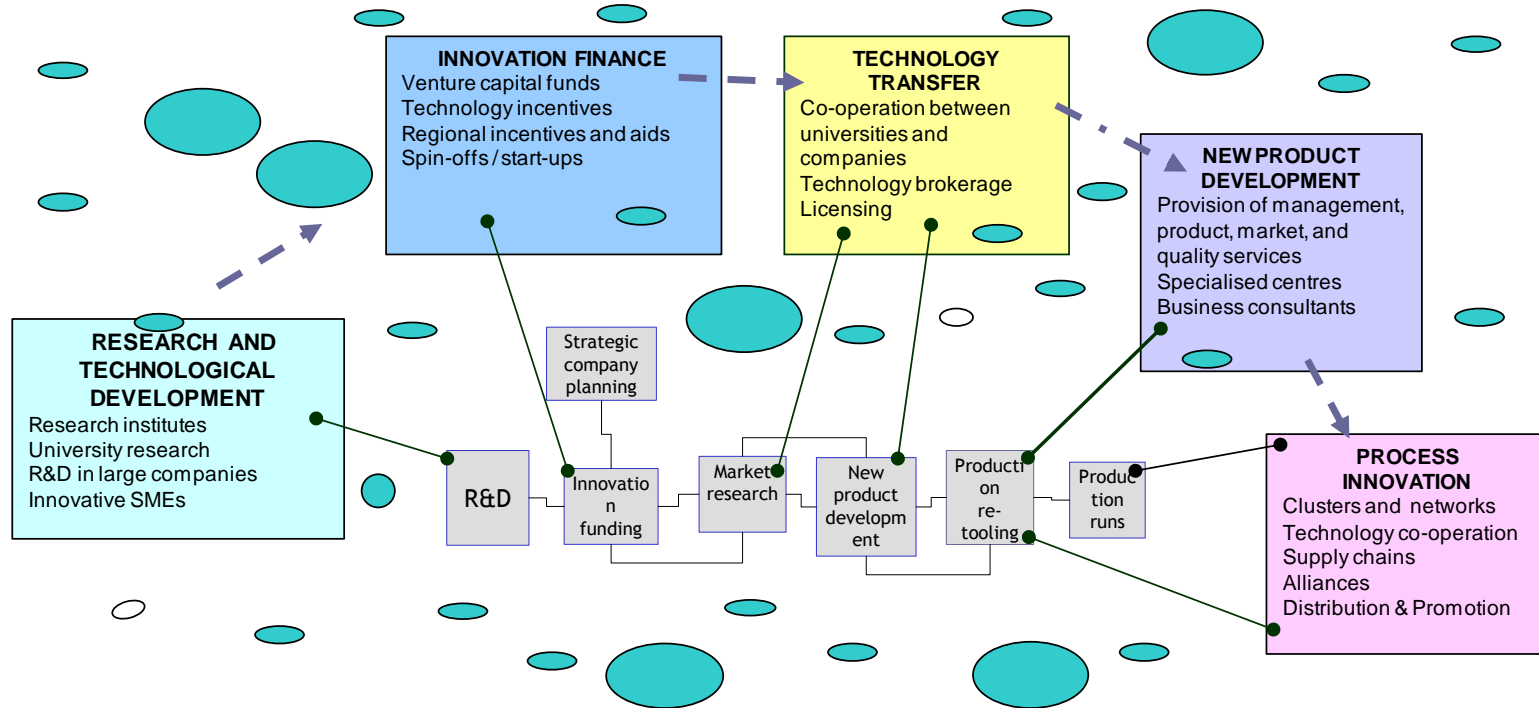 INNOVATION FINANCE
Venture capital funds
Technology incentives
Regional incentives and aids
Spin-offs / start-ups
TECHNOLOGY
TRANSFER
Co-operation between
universities and
companies
Technology brokerage
Licensing
NEW PRODUCT
DEVELOPMENT
Provision of management,
product, market, and
quality services
Specialised centres
Business consultants
RESEARCH AND
TECHNOLOGICAL
DEVELOPMENT
Research institutes
University research
R&D in large companies
Innovative SMEs
Strategic
company
planning
R&D
Innovatio
n
funding
Market
research
New
product
developm
ent
Producti
on
re-
tooling
Produc
tion
runs
PROCESS
INNOVATION
Clusters and networks
Technology co-operation
Supply chains
Alliances
Distribution & Promotion